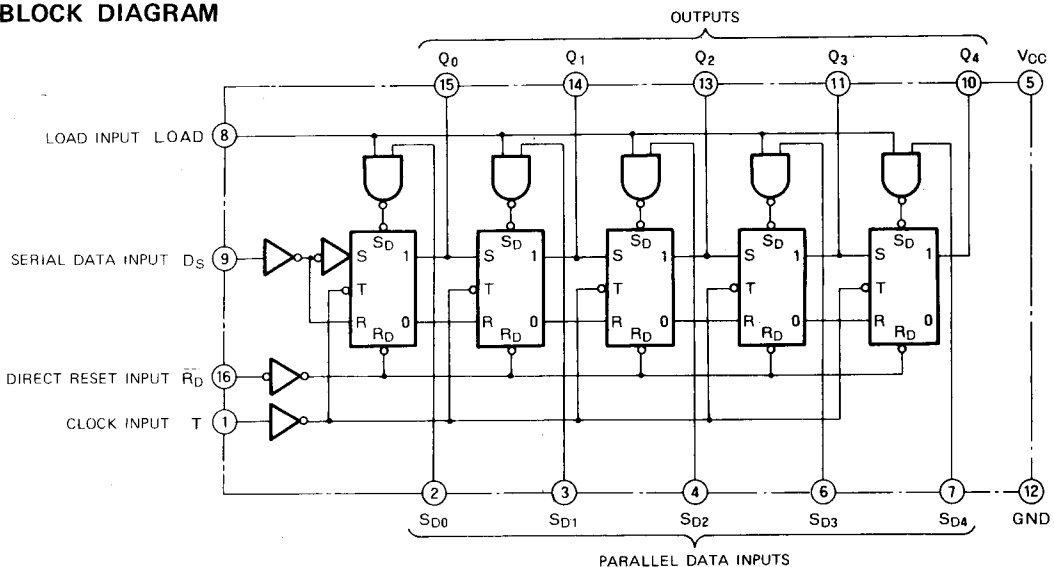 BLOCK DIAGRAM
OUTPUTS
Q0 Q1 Q2 Q3 Q4 VCC
15 14 13 11 10 5
LOAD INPUT LOAD 8
SD SD SD SD SD
SERIAL DATA INPUT DS 9 S 1 S 1 S 1 S 1 S 1
T T T T T
R 0 R 0 R 0 R 0 R 0
RD RD RD RD RD
DIRECT RESET INPUT R̅D̅ 16
CLOCK INPUT T 1
2 3 4 6 7 12
SD0 SD1 SD2 SD3 SD4 GND
PARALLEL DATA INPUTS